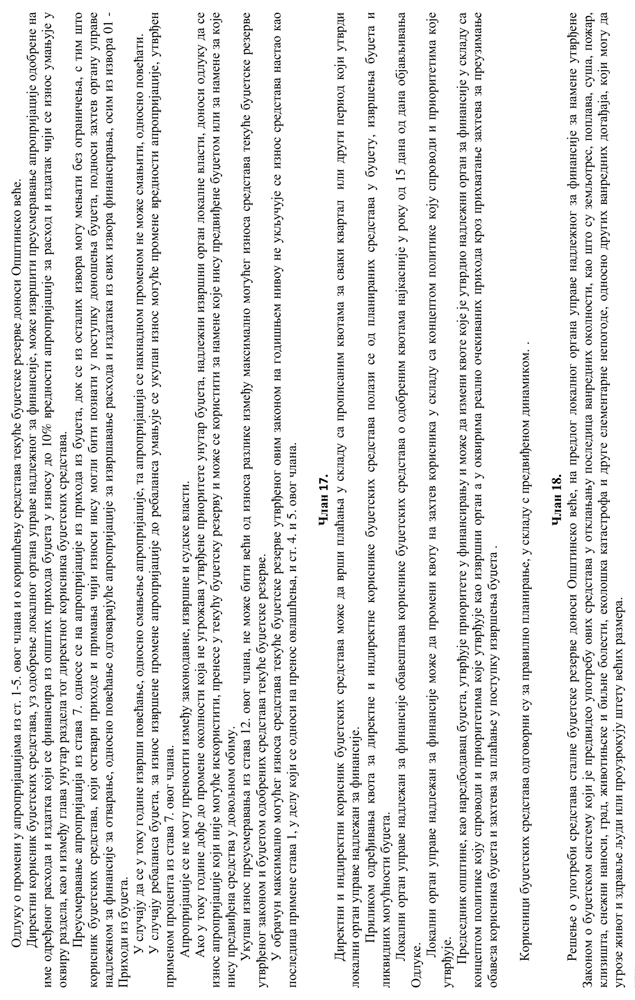 Одлуку о промени у апропријацијама из ст. 1-5. овог члана и о коришћењу средстава текуће буџетске резерве доноси Општинско веће.
Директни корисник буџетских средстава, уз одобрење локалног органа управе надлежног за финансије, може извршити преусмеравање апропријације одобрене на
име одређеног расхода и издатка који се финансира из општих прихода буџета у износу до 10% вредности апропријације за расход и издатак чији се износ умањује у
оквиру раздела, као и између глава унутар раздела тог директног корисника буџетских средстава.
Преусмеравање апропријација из става 7. односе се на апропријације из прихода из буџета, док се из осталих извора могу мењати без ограничења, с тим што
корисник буџетских средстава, који оствари приходе и примања чији износи нису могли бити познати у поступку доношења буџета, подноси захтев органу управе
надлежном за финансије за отварање, односно повећање одговарајуће апропријације за извршавање расхода и издатака из свих извора финансирања, осим из извора 01 -
Приходи из буџета.
У случају да се у току године изврши повећање, односно смањење апропријације, та апропријација се накнадном променом не може смањити, односно повећати.
У случају ребаланса буџета, за износ извршене промене апропријације до ребаланса умањује се укупан износ могуће промене вредности апропријације, утврђен
применом процента из става 7. овог члана.
Апропријације се не могу преносити између законодавне, извршне и судске власти.
Ако у току године дође до промене околности која не угрожава утврђене приоритете унутар буџета, надлежни извршни орган локалне власти, доноси одлуку да се
износ апропријације који није могуће искористити, пренесе у текућу буџетску резерву и може се користити за намене које нису предвиђене буџетом или за намене за које
нису предвиђена средства у довољном обиму.
Укупан износ преусмеравања из става 12. овог члана, не може бити већи од износа разлике између максимално могућег износа средстава текуће буџетске резерве
утврђеног законом и буџетом одобрених средстава текуће буџетске резерве.
У обрачун максимално могућег износа средстава текуће буџетске резерве утврђеног овим законом на годишњем нивоу не укључује се износ средстава настао као
последица примене става 1, у делу који се односи на пренос овлашћења, и ст. 4. и 5. овог члана.
Члан 17.
Директни и индиректни корисник буџетских средстава може да врши плаћања у складу са прописаним квотама за сваки квартал или други период који утврди
локални орган управе надлежан за финансије.
Приликом одређивања квота за директне и индиректне кориснике буџетских средстава полази се од планираних средстава у буџету, извршења буџета и
ликвидних могућности буџета.
Локални орган управе надлежан за финансије обавештава кориснике буџетских средстава о одобреним квотама најкасније у року од 15 дана од дана објављивања
Одлуке.
Локални орган управе надлежан за финансије може да промени квоту на захтев корисника у складу са концептом политике коју спроводи и приоритетима које
утврђује.
Председник општине, као наредбодавац буџета, утврђује приоритете у финансирању и може да измени квоте које је утврдио надлежни орган за финансије у складу са
концептом политике коју спроводи и приоритетима које утврђује као извршни орган а у оквирима реално очекиваних прихода кроз прихватање захтева за преузимање
обавеза корисника буџета и захтева за плаћање у поступку извршења буџета .
Корисници буџетских средстава одговорни су за правилно планирање, у складу с предвиђеном динамиком. .
Члан 18.
Решење о употреби средстава сталне буџетске резерве доноси Општинско веће, на предлог локалног органа управе надлежног за финансије за намене утврђене
Законом о буџетском систему који је предвидео употребу ових средстава у отклањању последица ванредних околности, као што су земљотрес, поплава, суша, пожар,
клизишта, снежни наноси, град, животињске и биљне болести, еколошка катастрофа и друге елементарне непогоде, односно других ванредних догађаја, који могу да
угрозе живот и здравље људи или проузрокују штету већих размера.